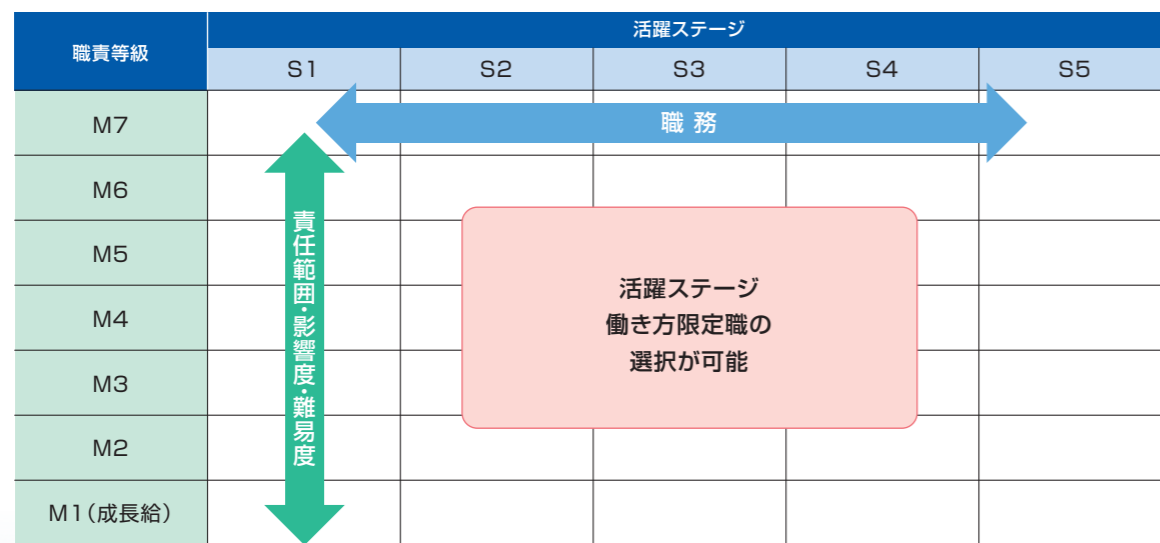 職責等級
活躍ステージ
S1
S2
S3
S4
S5
M7
職 務
M6
M5
M4
M3
M2
M1(成長給)
責任範囲・影響度・難易度
活躍ステージ
働き方限定職の
選択が可能